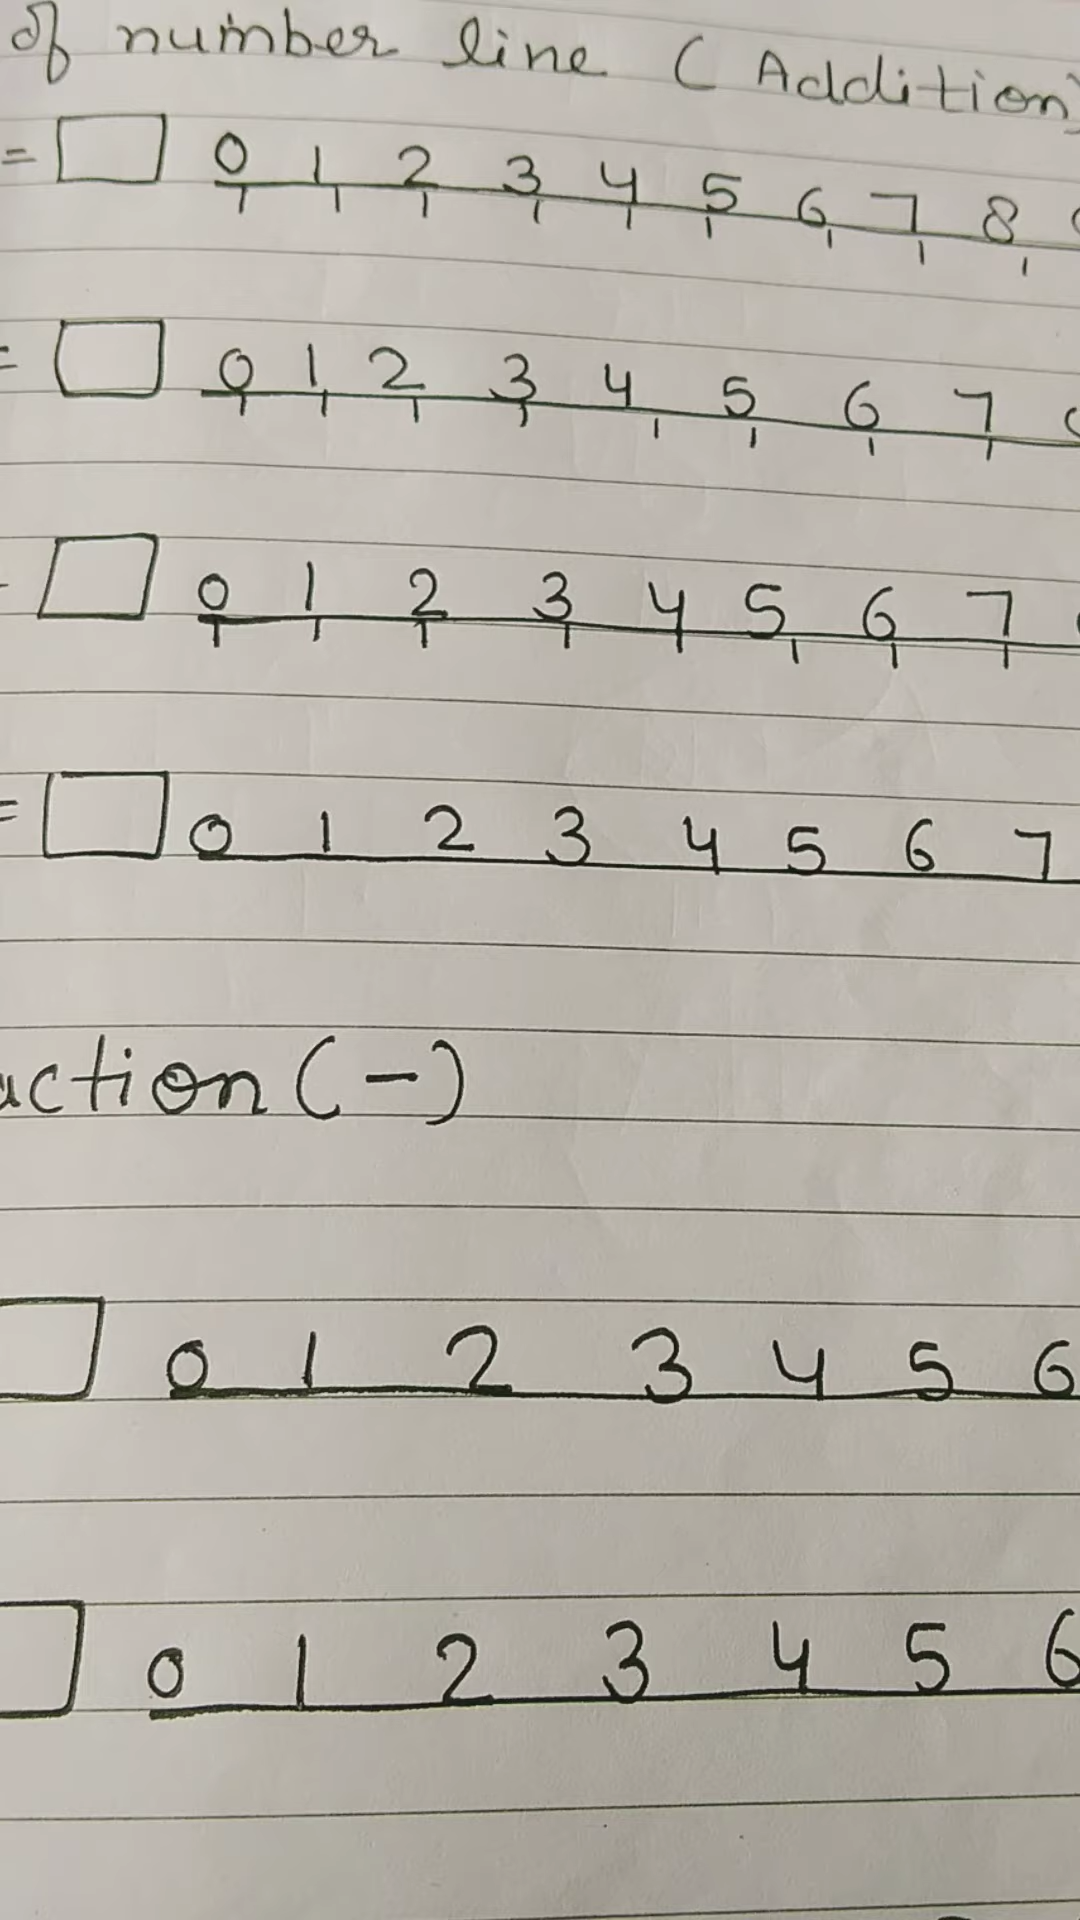 of number line (Addition)
= 0 1 2 3 4 5 6 7 8
= 0 1 2 3 4 5 6 7
0 1 2 3 4 5 6 7
= 0 1 2 3 4 5 6 7
action (-)
0 1 2 3 4 5 6
0 1 2 3 4 5 6